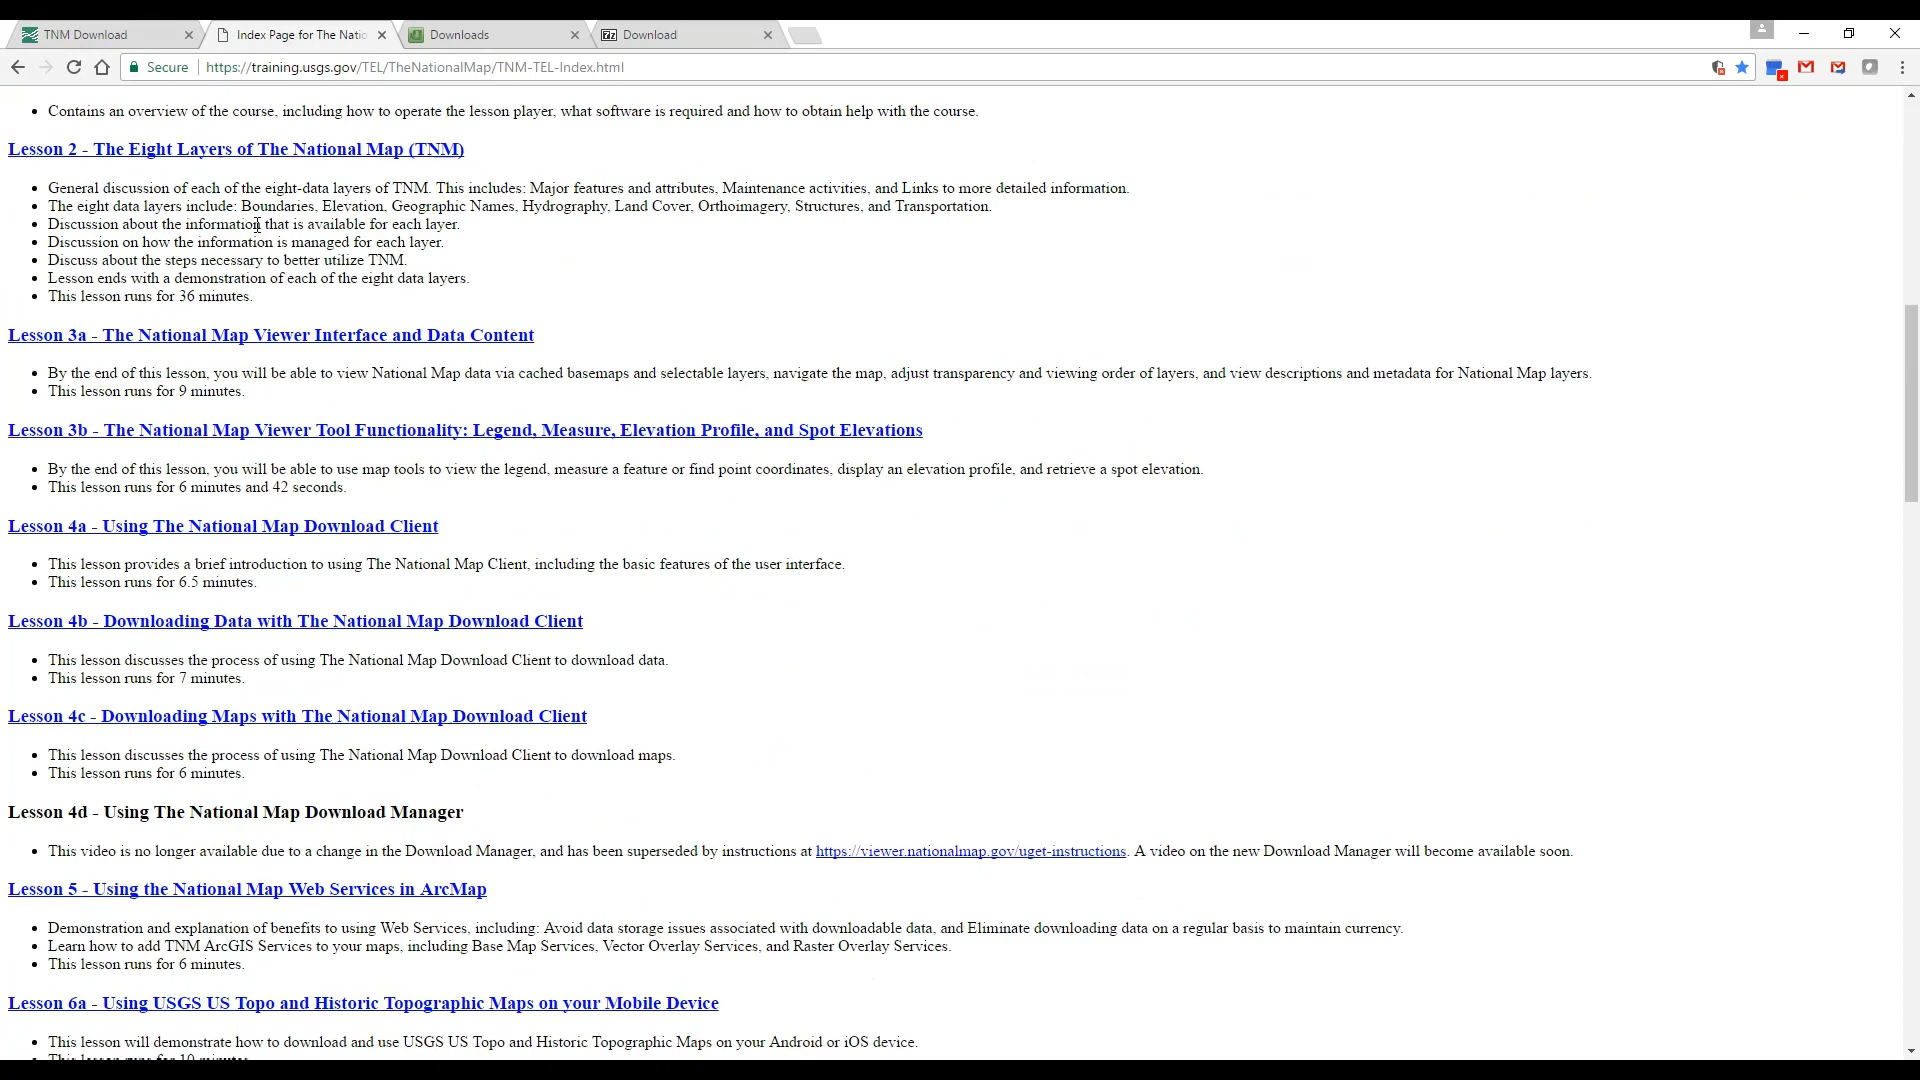 TNM Download
Index Page for The Natio
Downloads
Download
Secure
https://training.usgs.gov/TEL/TheNationalMap/TNM-TEL-Index.html
Contains an overview of the course, including how to operate the lesson player, what software is required and how to obtain help with the course.
Lesson 2 - The Eight Layers of The National Map (TNM)
General discussion of each of the eight-data layers of TNM. This includes: Major features and attributes, Maintenance activities, and Links to more detailed information.
The eight data layers include: Boundaries, Elevation, Geographic Names, Hydrography, Land Cover, Orthoimagery, Structures, and Transportation.
Discussion about the information that is available for each layer.
Discussion on how the information is managed for each layer.
Discuss about the steps necessary to better utilize TNM.
Lesson ends with a demonstration of each of the eight data layers.
This lesson runs for 36 minutes.
Lesson 3a - The National Map Viewer Interface and Data Content
By the end of this lesson, you will be able to view National Map data via cached basemaps and selectable layers, navigate the map, adjust transparency and viewing order of layers, and view descriptions and metadata for National Map layers.
This lesson runs for 9 minutes.
Lesson 3b - The National Map Viewer Tool Functionality: Legend, Measure, Elevation Profile, and Spot Elevations
By the end of this lesson, you will be able to use map tools to view the legend, measure a feature or find point coordinates, display an elevation profile, and retrieve a spot elevation.
This lesson runs for 6 minutes and 42 seconds.
Lesson 4a - Using The National Map Download Client
This lesson provides a brief introduction to using The National Map Client, including the basic features of the user interface.
This lesson runs for 6.5 minutes.
Lesson 4b - Downloading Data with The National Map Download Client
This lesson discusses the process of using The National Map Download Client to download data.
This lesson runs for 7 minutes.
Lesson 4c - Downloading Maps with The National Map Download Client
This lesson discusses the process of using The National Map Download Client to download maps.
This lesson runs for 6 minutes.
Lesson 4d - Using The National Map Download Manager
This video is no longer available due to a change in the Download Manager, and has been superseded by instructions at https://viewer.nationalmap.gov/uget-instructions. A video on the new Download Manager will become available soon.
Lesson 5 - Using the National Map Web Services in ArcMap
Demonstration and explanation of benefits to using Web Services, including: Avoid data storage issues associated with downloadable data, and Eliminate downloading data on a regular basis to maintain currency.
Learn how to add TNM ArcGIS Services to your maps, including Base Map Services, Vector Overlay Services, and Raster Overlay Services.
This lesson runs for 6 minutes.
Lesson 6a - Using USGS US Topo and Historic Topographic Maps on your Mobile Device
This lesson will demonstrate how to download and use USGS US Topo and Historic Topographic Maps on your Android or iOS device.
This lesson runs for 10 minutes.